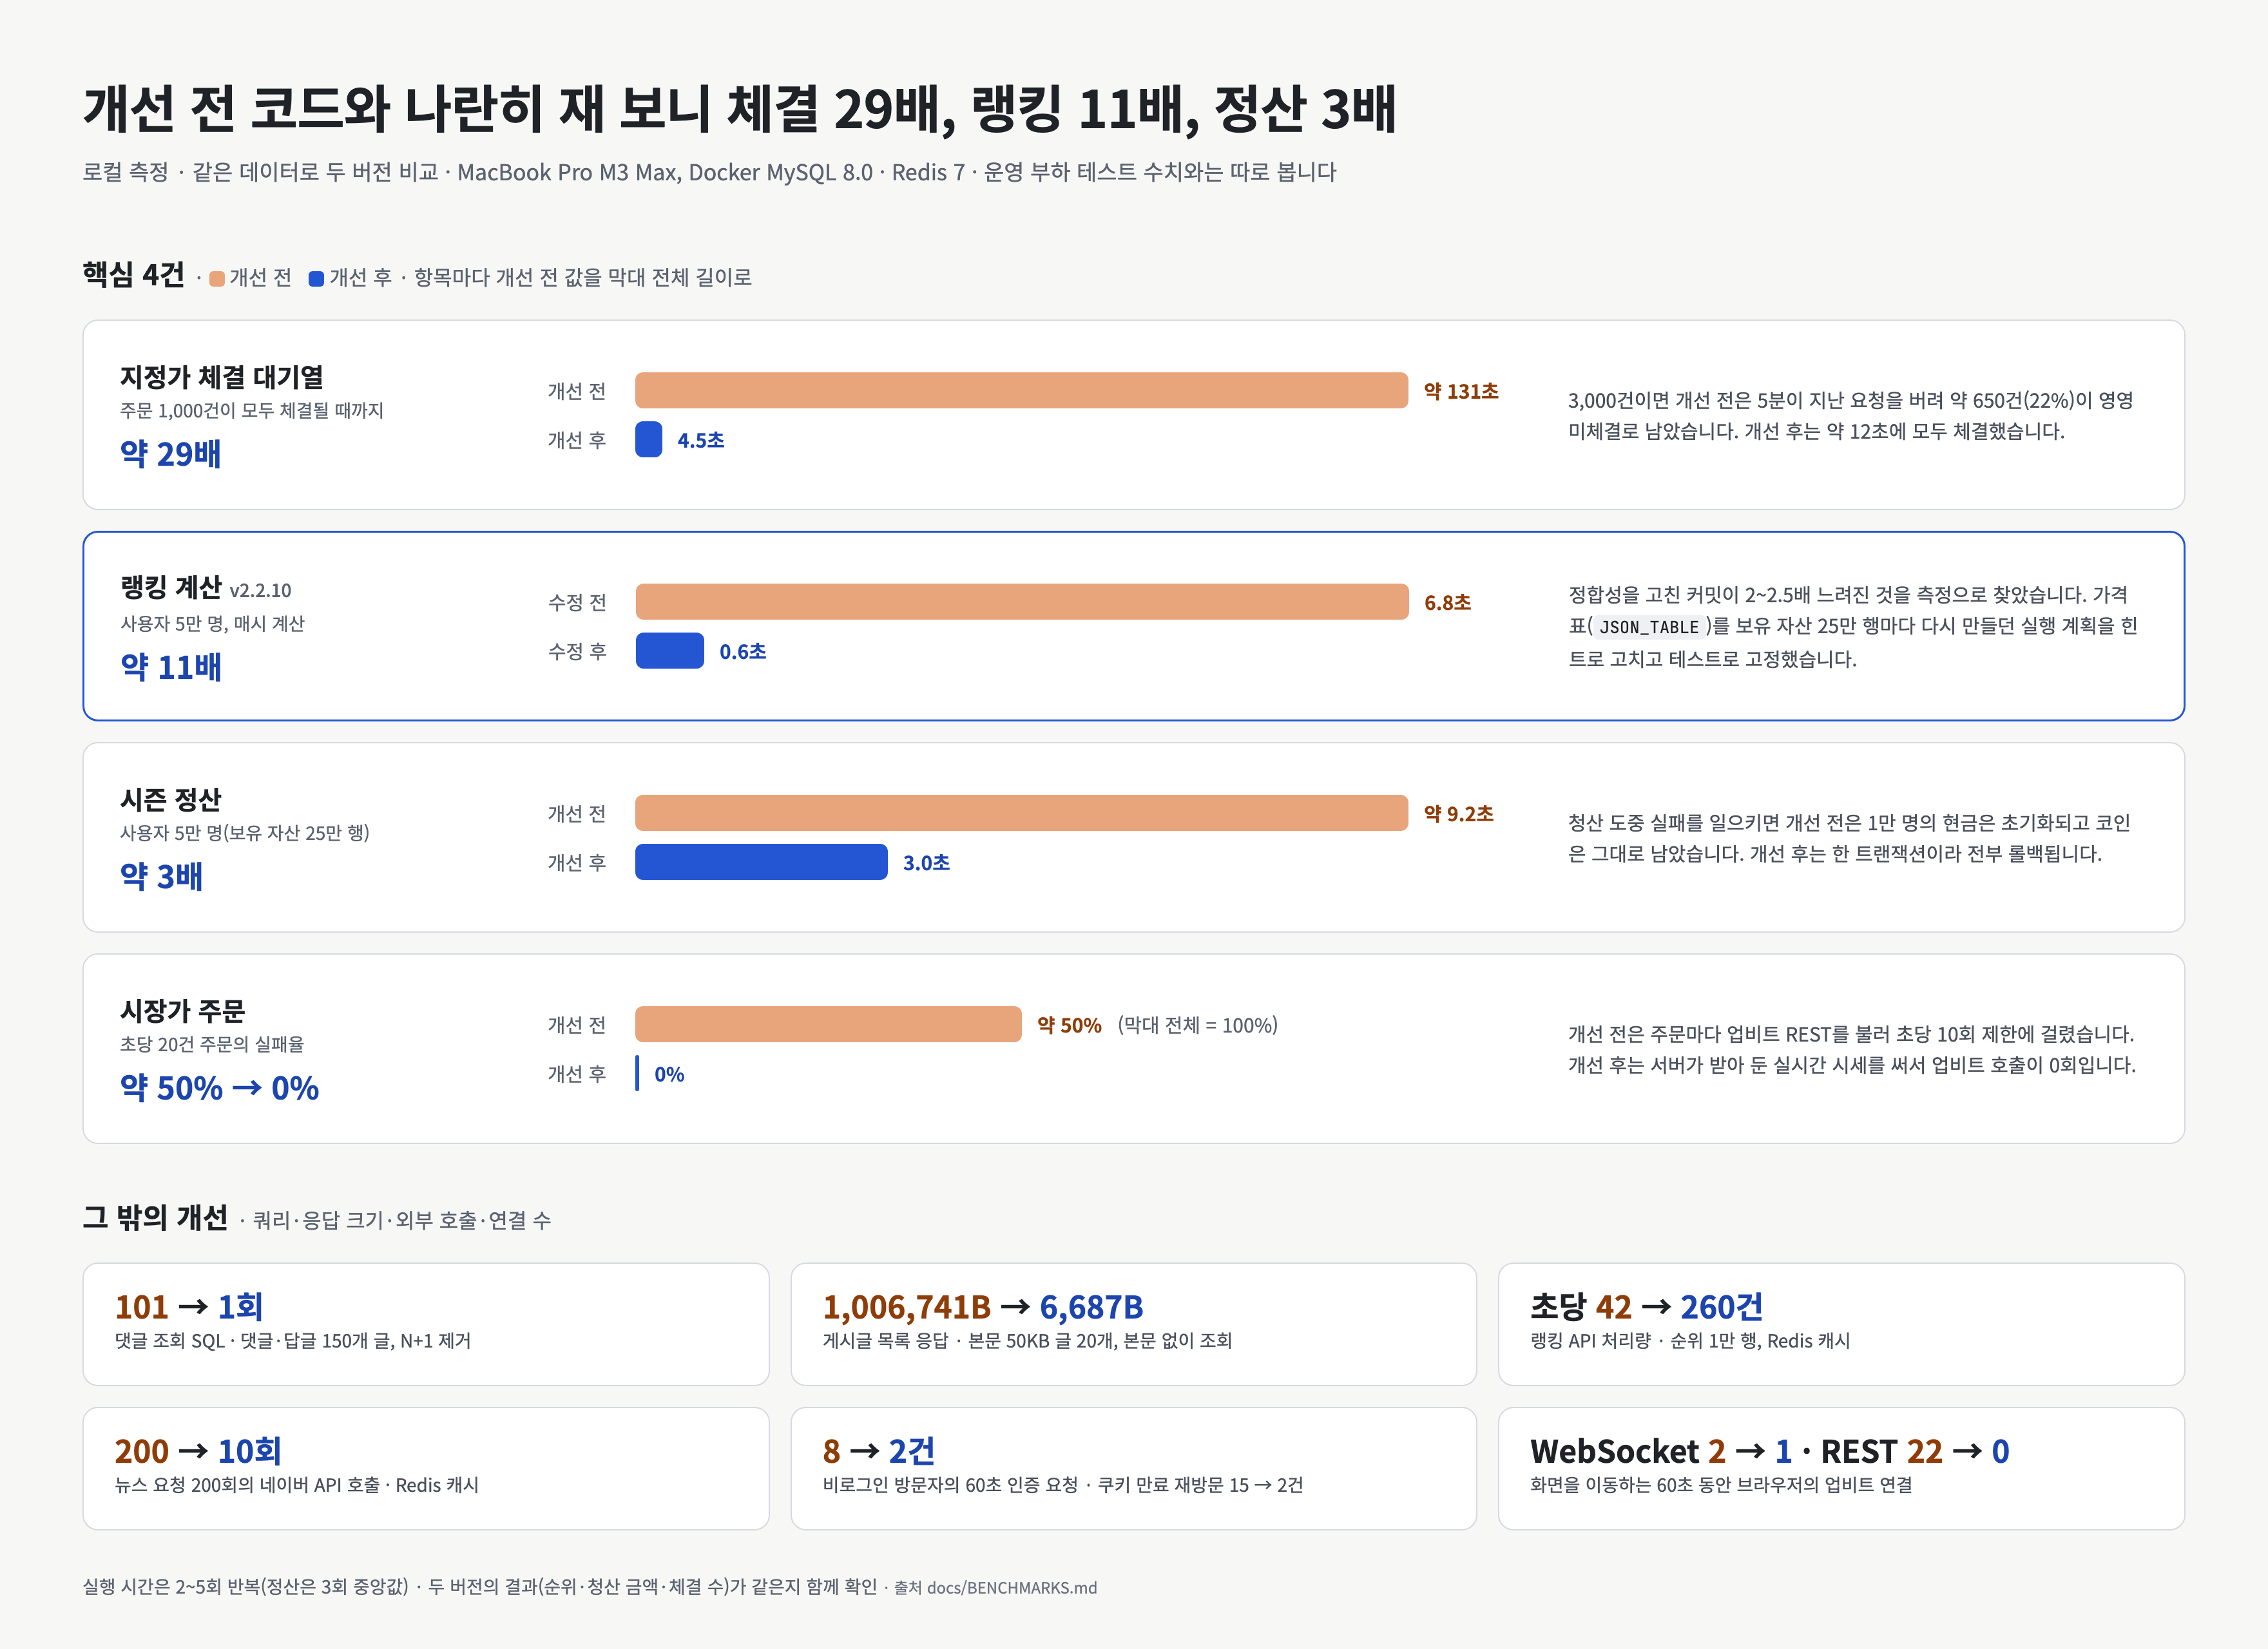 개선 전 코드와 나란히 재 보니 체결 29배, 랭킹 11배, 정산 3배
로컬 측정 · 같은 데이터로 두 버전 비교 · MacBook Pro M3 Max, Docker MySQL 8.0 · Redis 7 · 운영 부하 테스트 수치와는 따로 봅니다
핵심 4건 · 개선 전 개선 후 · 항목마다 개선 전 값을 막대 전체 길이로
지정가 체결 대기열
주문 1,000건이 모두 체결될 때까지
약 29배
개선 전 약 131초
개선 후 4.5초
3,000건이면 개선 전은 5분이 지난 요청을 버려 약 650건(22%)이 영영
미체결로 남았습니다. 개선 후는 약 12초에 모두 체결했습니다.
랭킹 계산 v2.2.10
사용자 5만 명, 매시 계산
약 11배
수정 전 6.8초
수정 후 0.6초
정합성을 고친 커밋이 2~2.5배 느려진 것을 측정으로 찾았습니다. 가격
표( JSON_TABLE )를 보유 자산 25만 행마다 다시 만들던 실행 계획을 힌
트로 고치고 테스트로 고정했습니다.
시즌 정산
사용자 5만 명(보유 자산 25만 행)
약 3배
개선 전 약 9.2초
개선 후 3.0초
청산 도중 실패를 일으키면 개선 전은 1만 명의 현금은 초기화되고 코인
은 그대로 남았습니다. 개선 후는 한 트랜잭션이라 전부 롤백됩니다.
시장가 주문
초당 20건 주문의 실패율
약 50% → 0%
개선 전 약 50% (막대 전체 = 100%)
개선 후 0%
개선 전은 주문마다 업비트 REST를 불러 초당 10회 제한에 걸렸습니다.
개선 후는 서버가 받아 둔 실시간 시세를 써서 업비트 호출이 0회입니다.
그 밖의 개선 · 쿼리·응답 크기·외부 호출·연결 수
101 → 1회
댓글 조회 SQL · 댓글·답글 150개 글, N+1 제거
1,006,741B → 6,687B
게시글 목록 응답 · 본문 50KB 글 20개, 본문 없이 조회
초당 42 → 260건
랭킹 API 처리량 · 순위 1만 행, Redis 캐시
200 → 10회
뉴스 요청 200회의 네이버 API 호출 · Redis 캐시
8 → 2건
비로그인 방문자의 60초 인증 요청 · 쿠키 만료 재방문 15 → 2건
WebSocket 2 → 1 · REST 22 → 0
화면을 이동하는 60초 동안 브라우저의 업비트 연결
실행 시간은 2~5회 반복(정산은 3회 중앙값) · 두 버전의 결과(순위·청산 금액·체결 수)가 같은지 함께 확인 · 출처 docs/BENCHMARKS.md